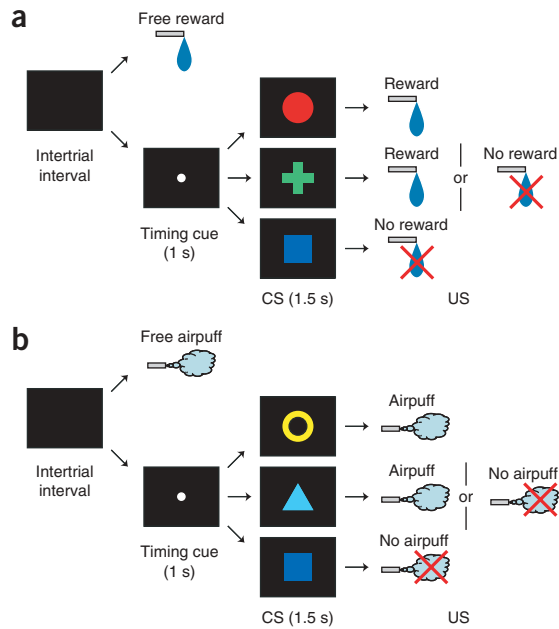 a
Free reward
Reward
Intertrial
interval
Reward
or
No reward
Timing cue
(1 s)
No reward
CS (1.5 s)
US
b
Free airpuff
Airpuff
Intertrial
interval
Airpuff
or
No airpuff
Timing cue
(1 s)
No airpuff
CS (1.5 s)
US